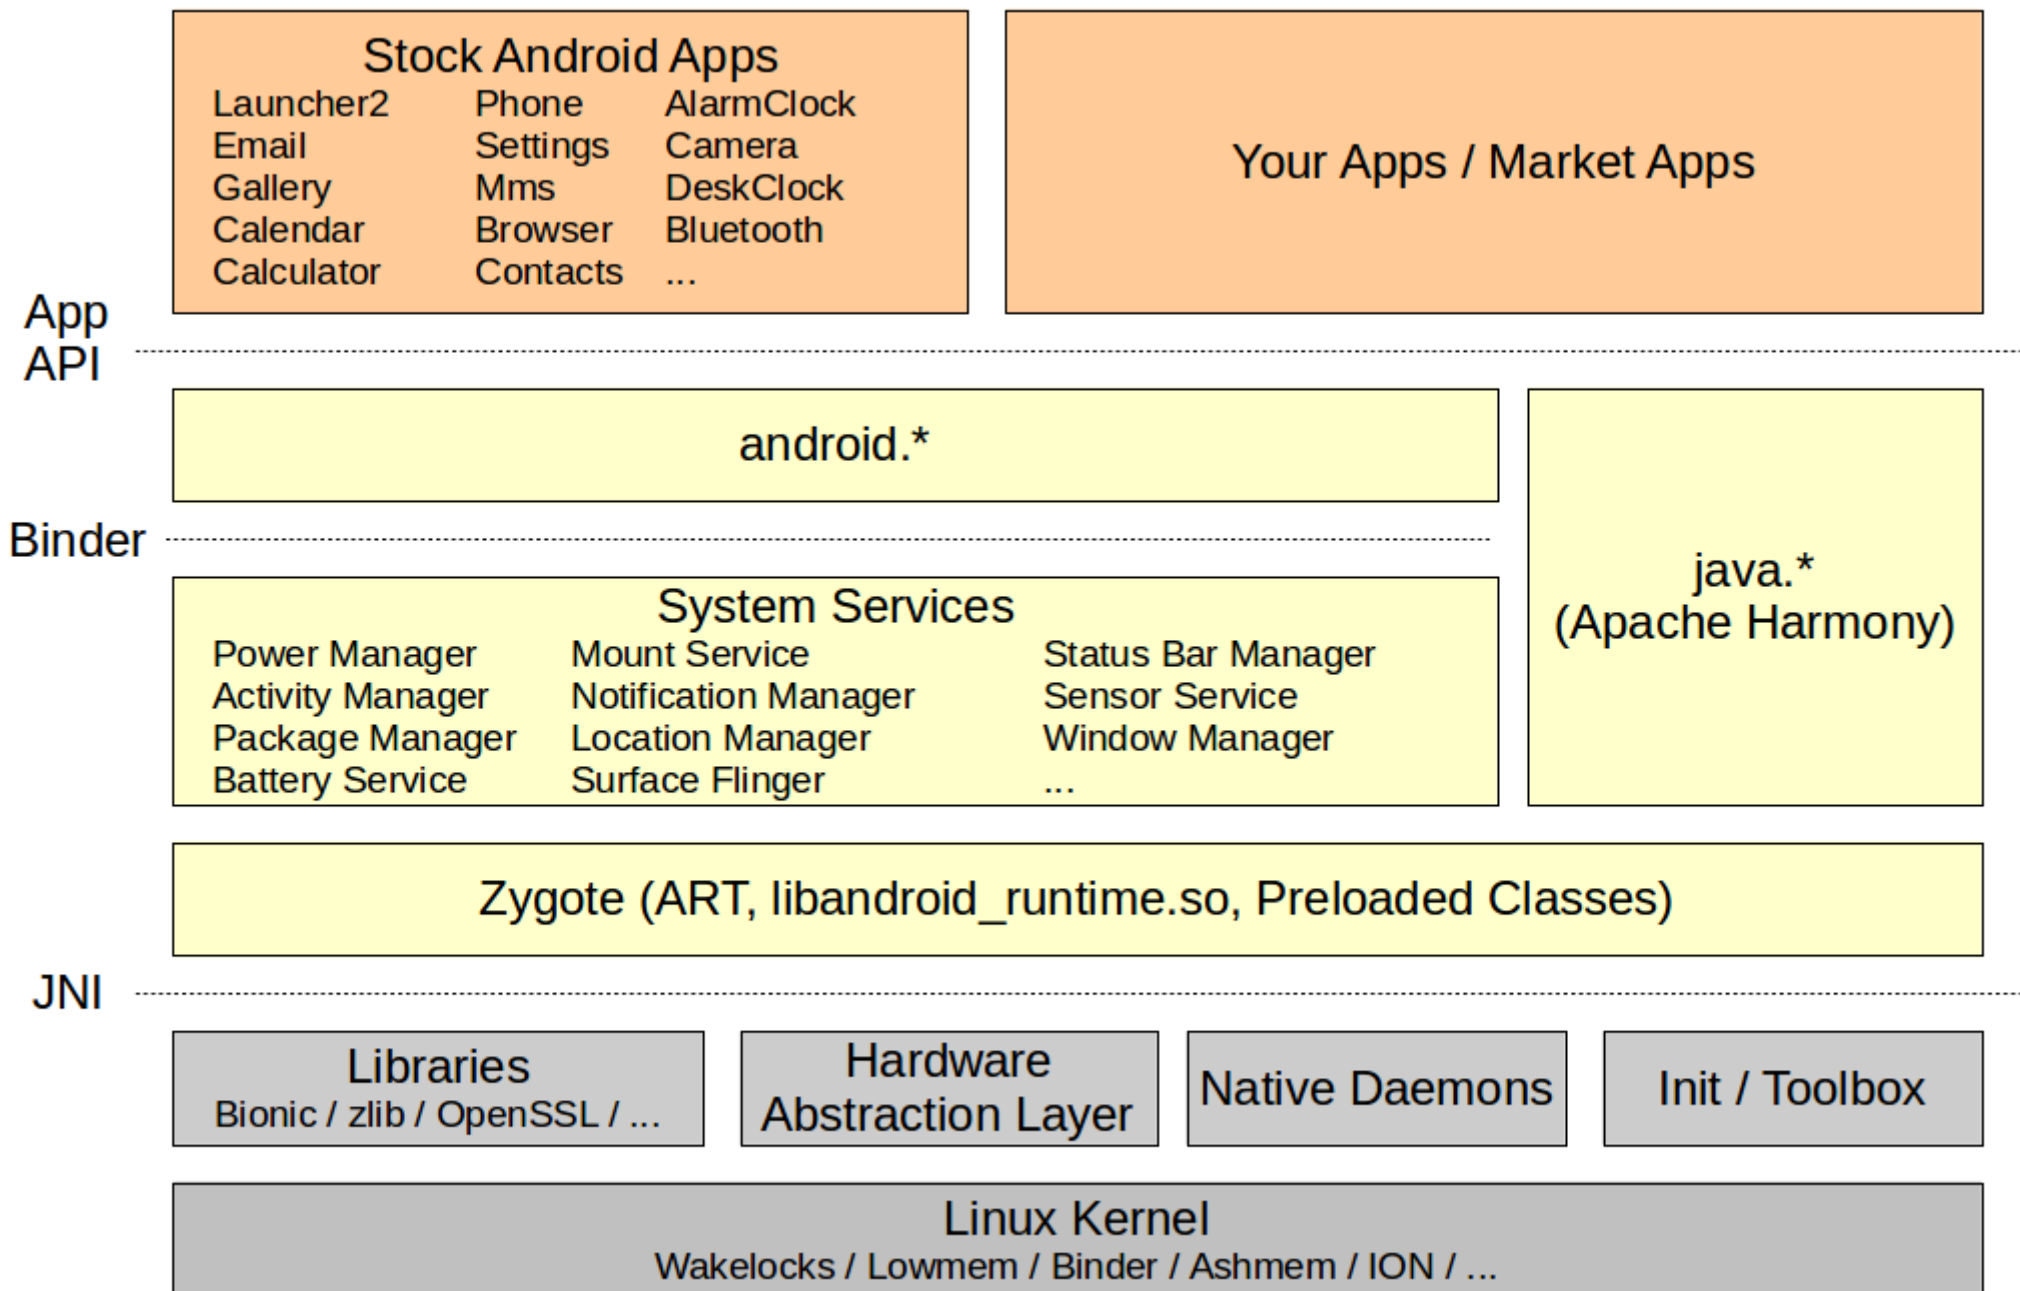 Stock Android Apps
Launcher2 Phone AlarmClock
Email Settings Camera
Gallery Mms DeskClock
Calendar Browser Bluetooth
Calculator Contacts ...
Your Apps / Market Apps
App
API
android.*
Binder
java.*
(Apache Harmony)
System Services
Power Manager Mount Service Status Bar Manager
Activity Manager Notification Manager Sensor Service
Package Manager Location Manager Window Manager
Battery Service Surface Flinger ...
Zygote (ART, libandroid_runtime.so, Preloaded Classes)
JNI
Libraries
Bionic / zlib / OpenSSL / ...
Hardware
Abstraction Layer
Native Daemons
Init / Toolbox
Linux Kernel
Wakelocks / Lowmem / Binder / Ashmem / ION / ...